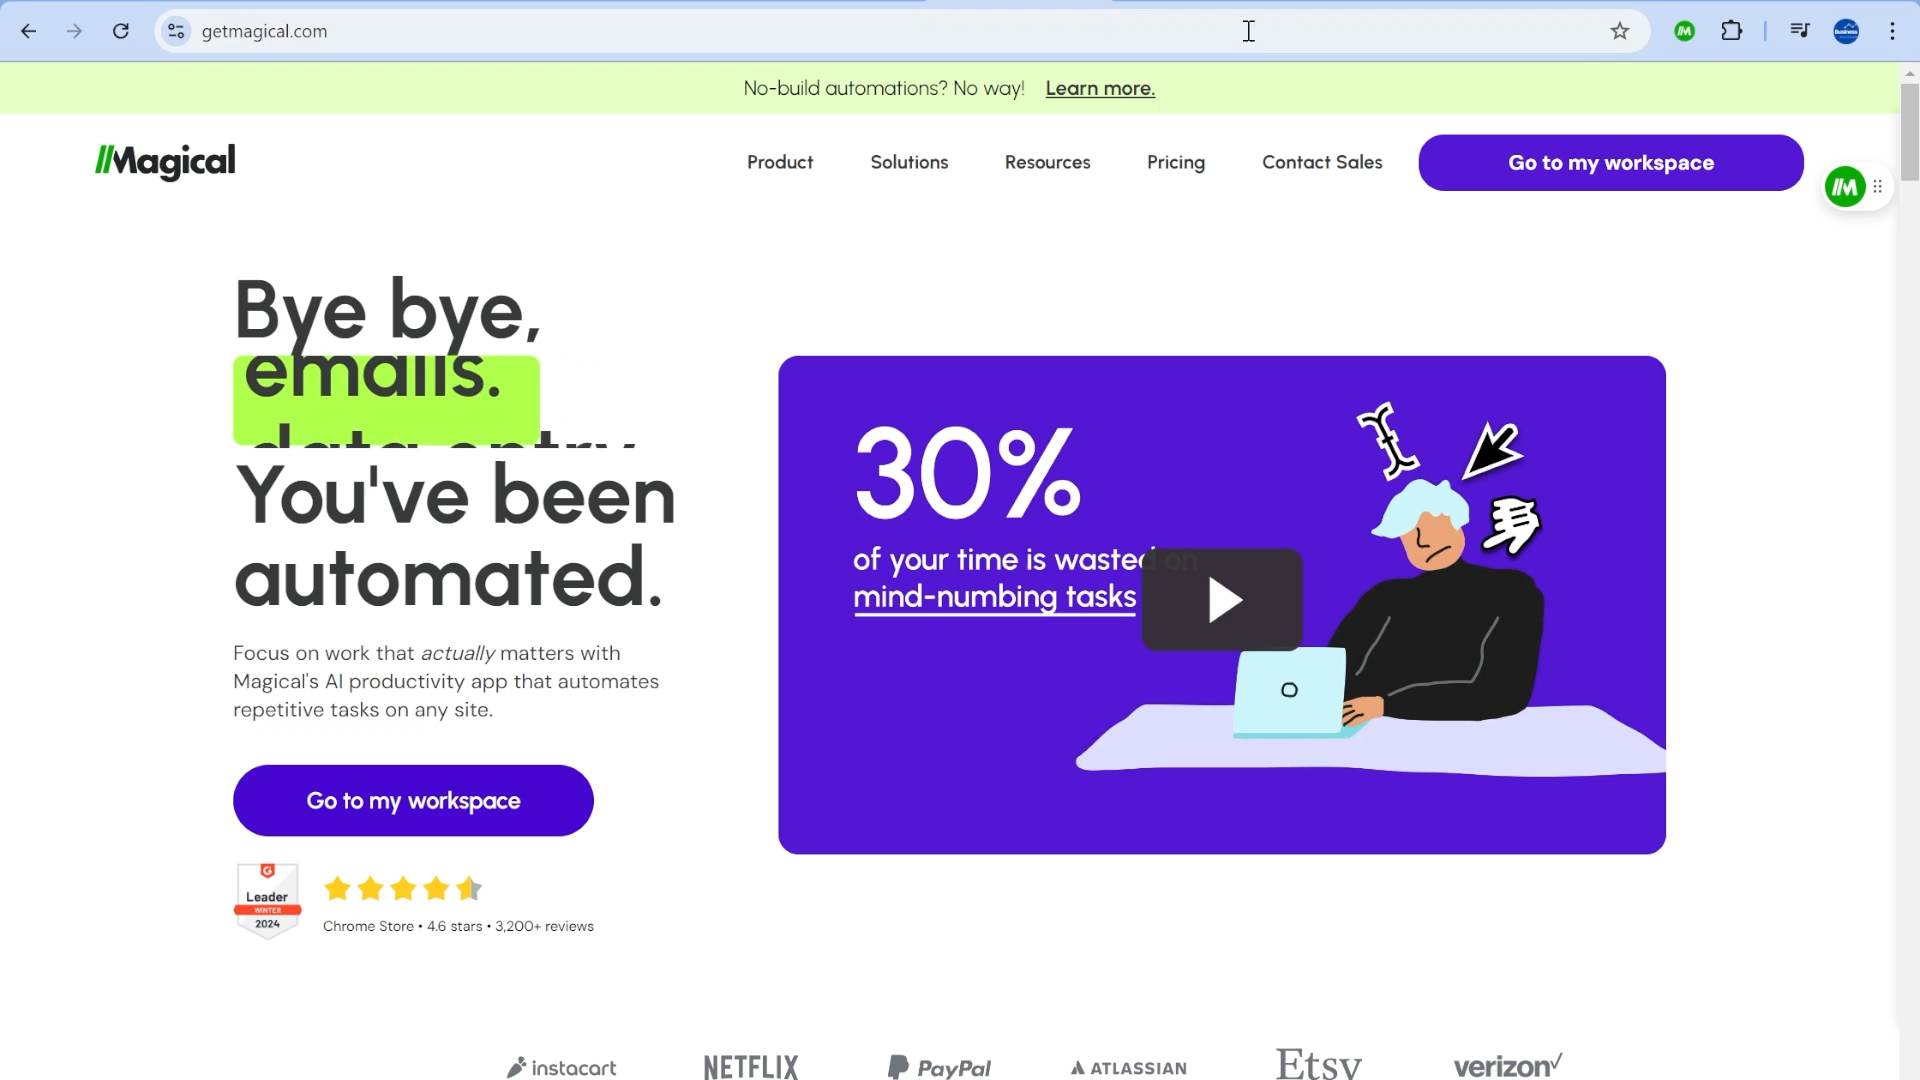 getmagical.com
No-build automations? No way! Learn more.
Magical
Product Solutions Resources Pricing Contact Sales Go to my workspace
Bye bye,
emails.
data entry
You've been
automated.
Focus on work that actually matters with
Magical's AI productivity app that automates
repetitive tasks on any site.
Go to my workspace
Leader
WINTER
2024
Chrome Store • 4.6 stars • 3,200+ reviews
30%
of your time is wasted on
mind-numbing tasks
instacart NETFLIX PayPal ATLASSIAN Etsy verizon